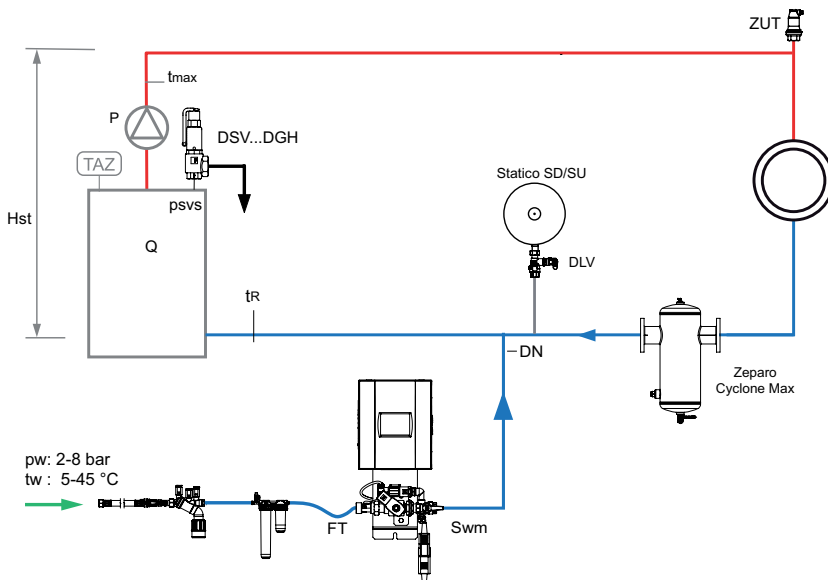 ZUT
tmax
P
DSV...DGH
TAZ
psvs
Statico SD/SU
Hst
Q
DLV
tR
DN
Zeparo
Cyclone Max
pw: 2-8 bar
tw : 5-45 °C
FT
Swm